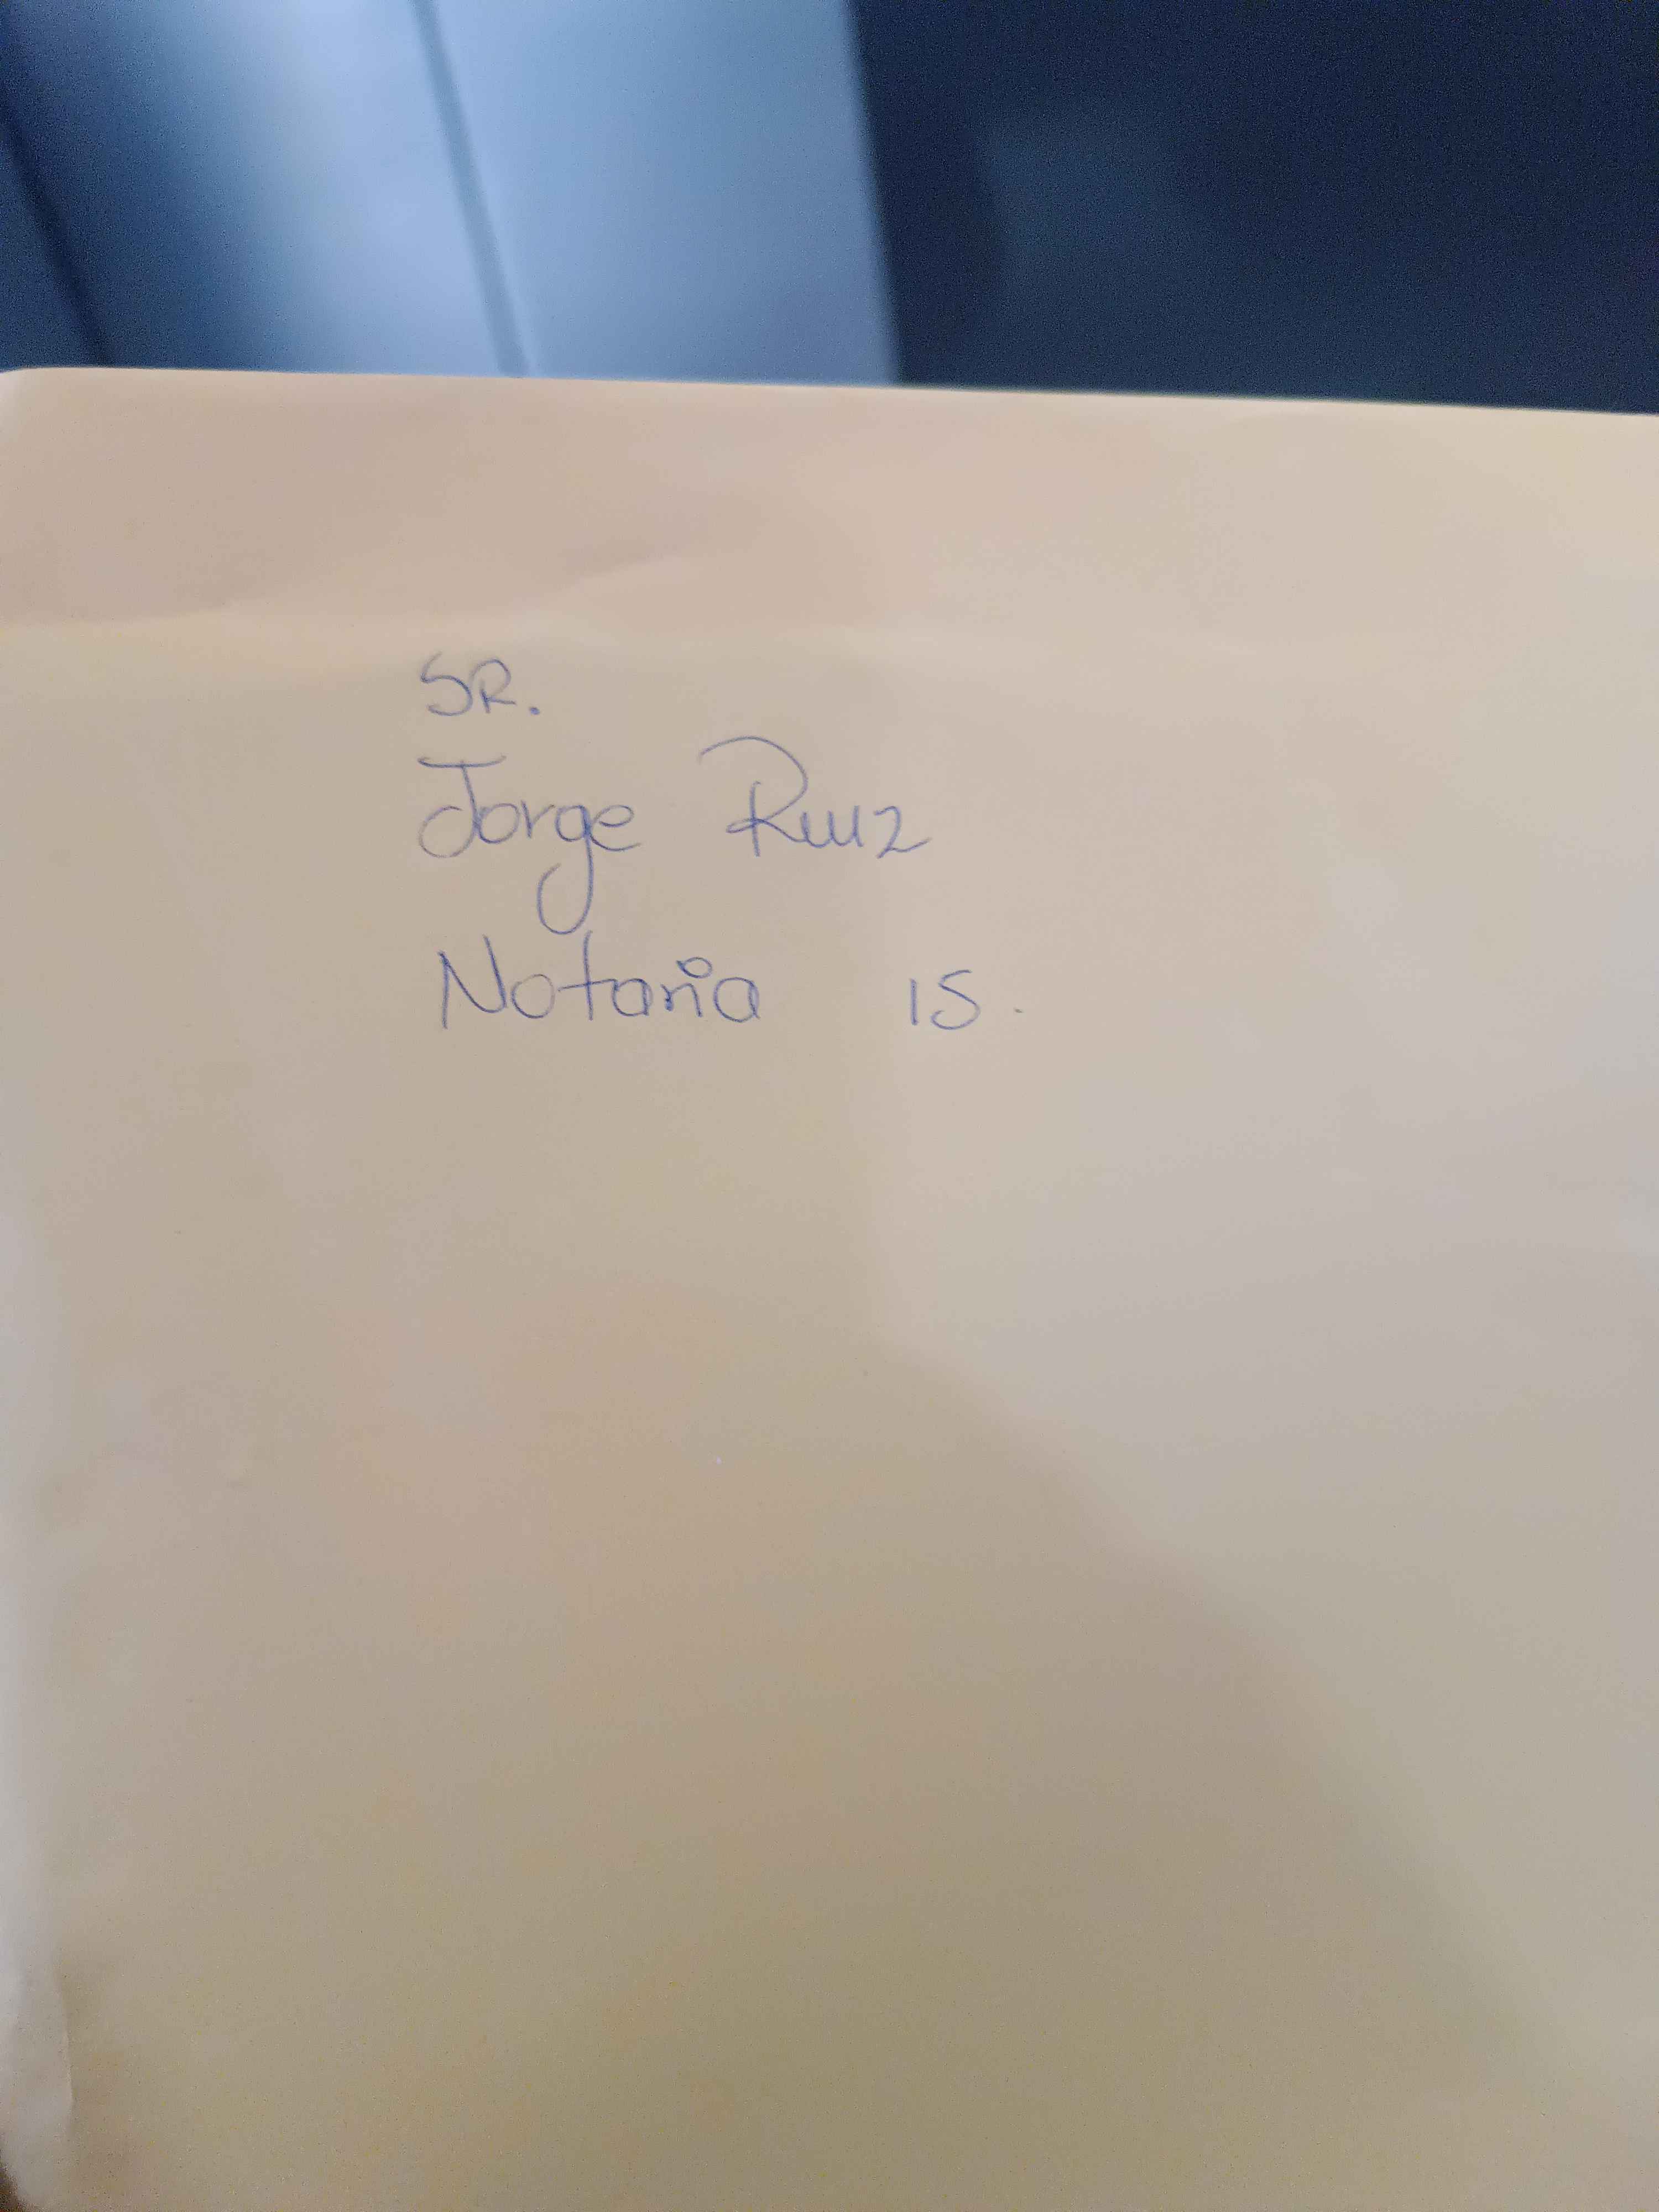 SR.
Jorge Ruiz
Notaria 15.